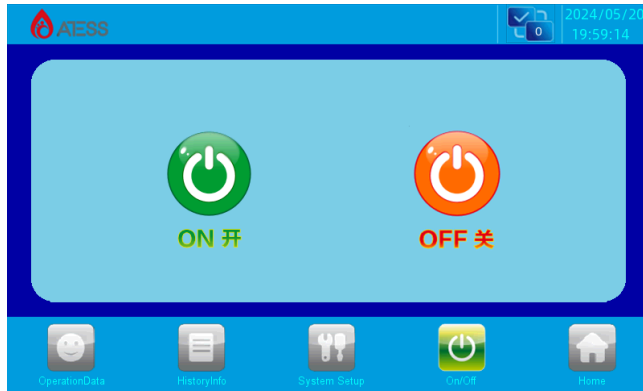 ATESS
0
2024/05/20
19:59:14
ON 开
OFF 关
OperationData
HistoryInfo
System Setup
On/Off
Home